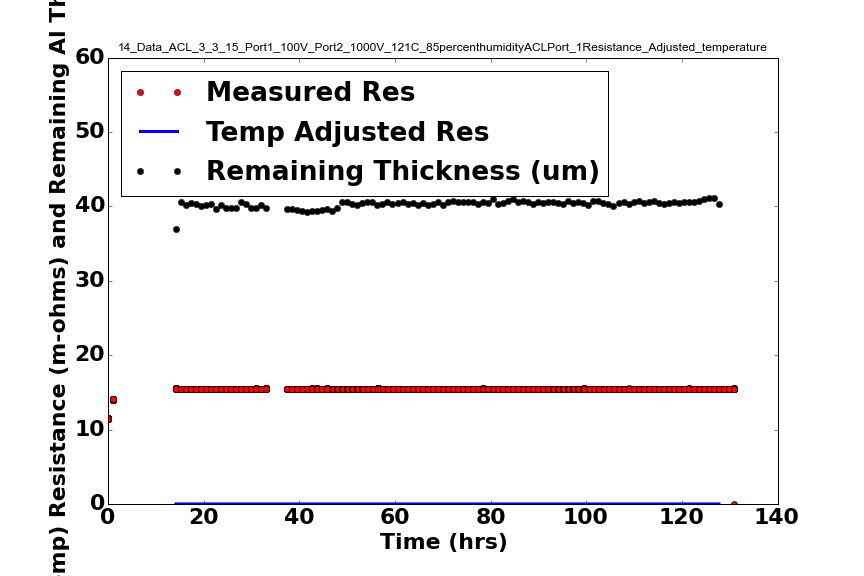 14_Data_ACL_3_3_15_Port1_100V_Port2_1000V_121C_85percenthumidityACLPort_1Resistance_Adjusted_temperature
Measured Res
Temp Adjusted Res
Remaining Thickness (um)
60
50
40
30
20
10
0
mp) Resistance (m-ohms) and Remaining Al Th
0 20 40 60 80 100 120 140
Time (hrs)